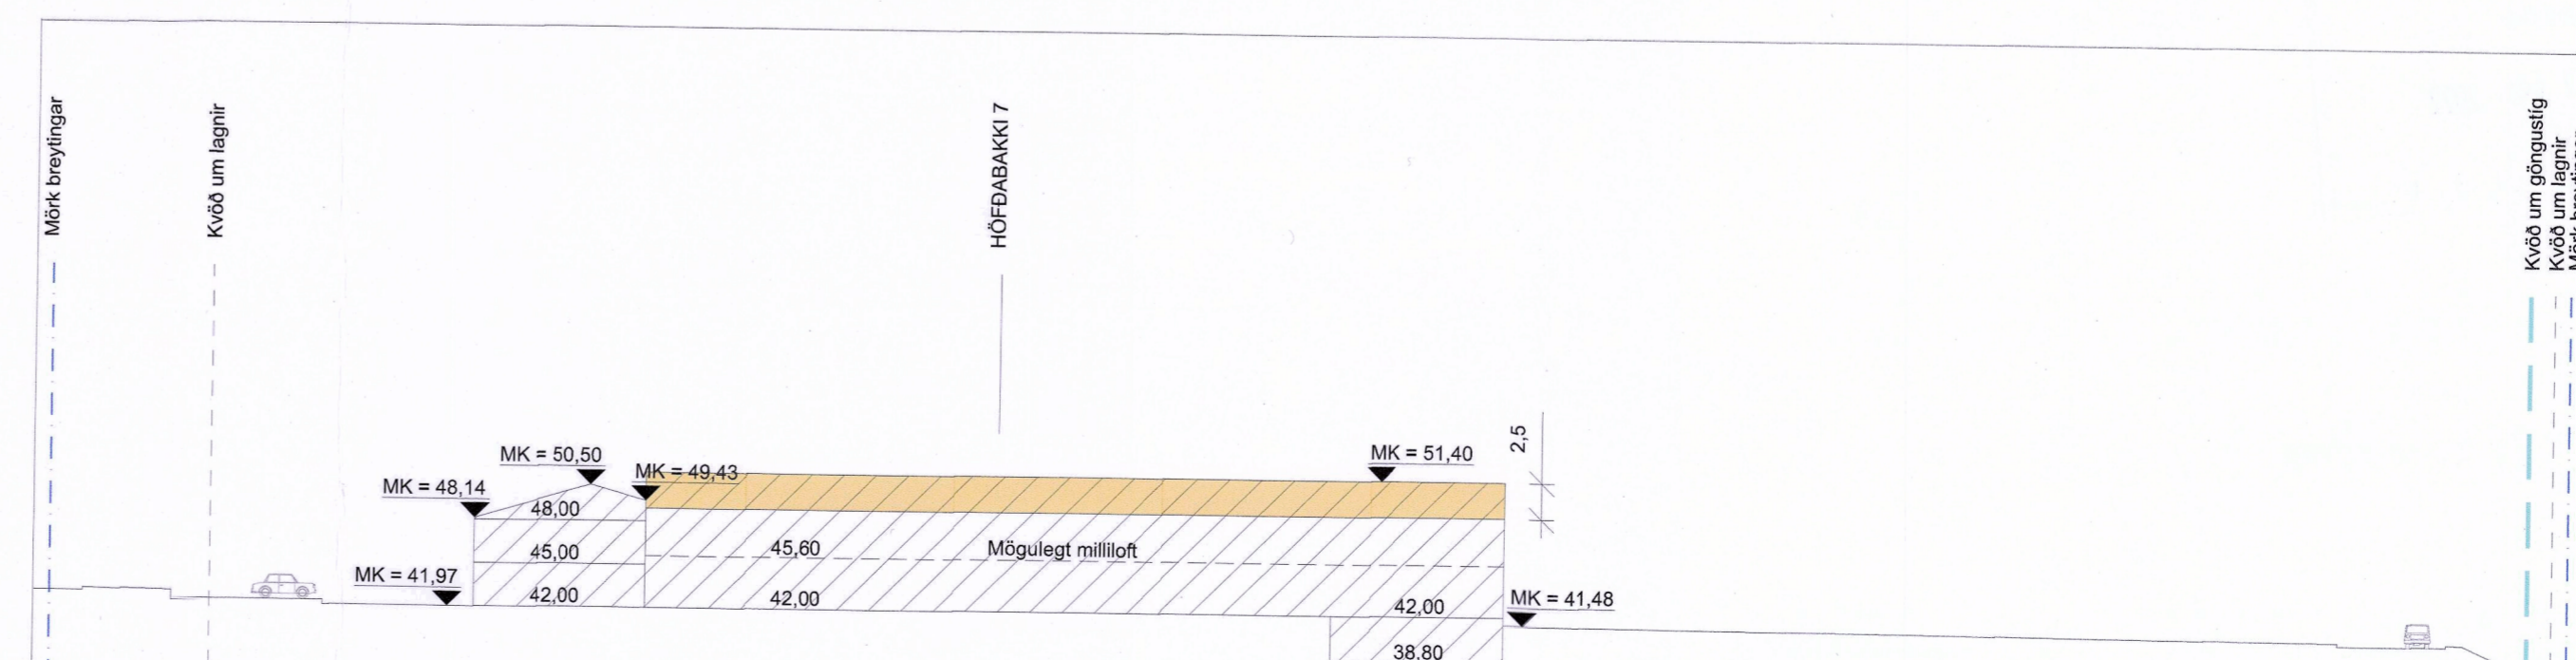 Mörk breytingar
Kvöð um lagnir
HÖFÐABAKKI 7
Kvöð um göngustíg
Kvöð um lagnir
Mörk
MK = 50,50
MK = 49,43
MK = 51,40
2,5
MK = 48,14
48,00
45,00
45,60
Mögulegt milliloft
MK = 41,97
42,00
42,00
42,00
MK = 41,48
38,80